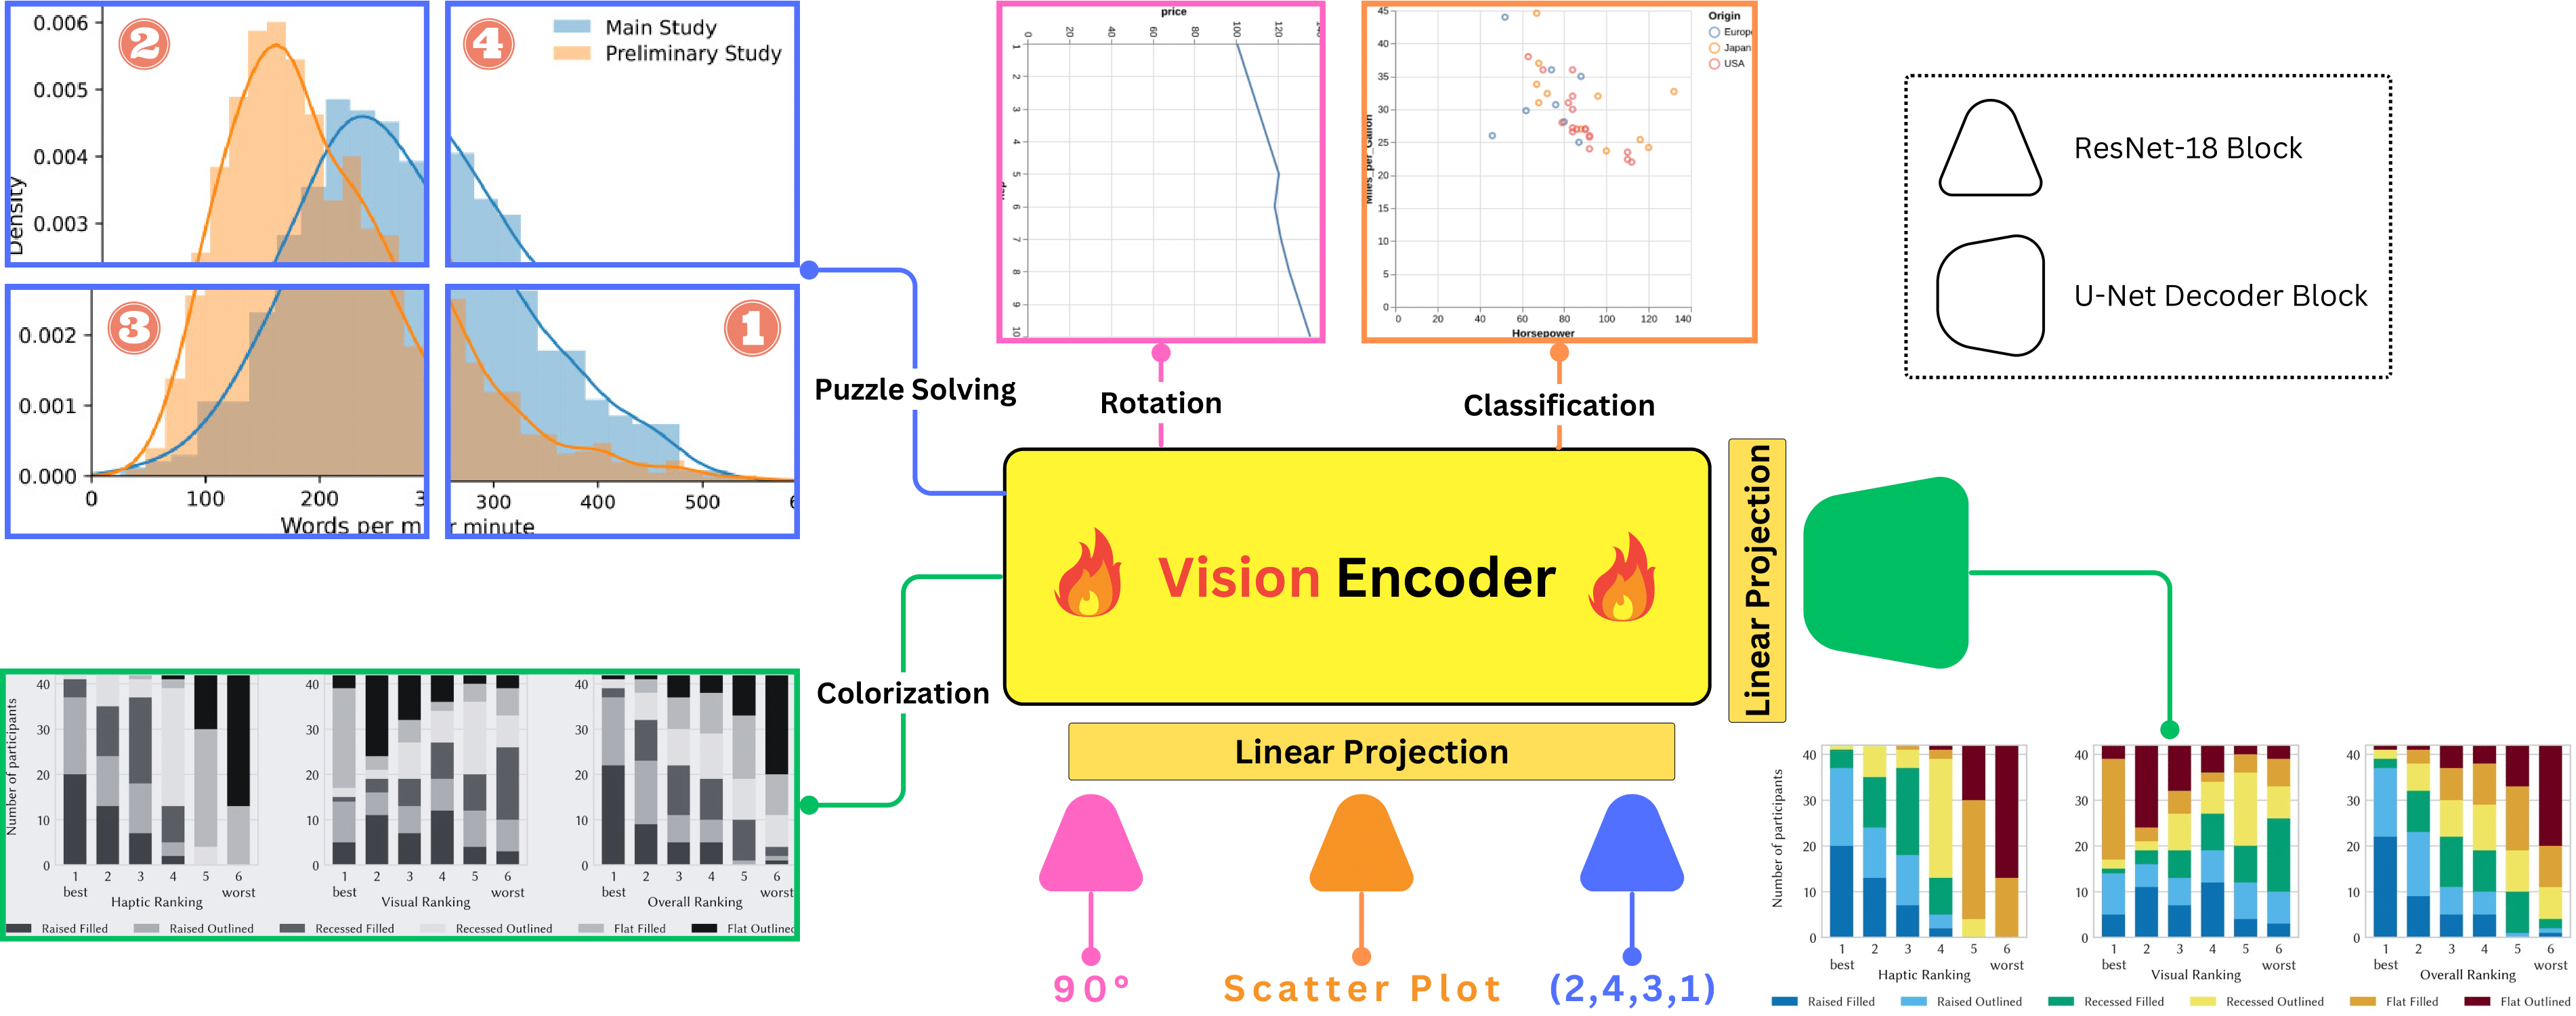 0.006
0.005
0.004
0.003
Density
2
4
Main Study
Preliminary Study
0.002
0.001
0.000
0
100
200
3
Words per m
3
1
300
400
500
r minute
Puzzle Solving
price
0
20
40
60
80
100
120
1
2
3
4
5
6
7
8
9
10
Rotation
45
40
35
30
25
20
15
10
5
0
Miles_per_Gallon
0 20 40 60 80 100 120 140
Horsepower
Origin
Europ
Japan
USA
Classification
ResNet-18 Block
U-Net Decoder Block
Vision Encoder
Linear Projection
Linear Projection
Colorization
Number of participants
40
30
20
10
0
1 2 3 4 5 6
best worst
Haptic Ranking
40
30
20
10
0
1 2 3 4 5 6
best worst
Visual Ranking
40
30
20
10
0
1 2 3 4 5 6
best worst
Overall Ranking
Raised Filled Raised Outlined Recessed Filled Recessed Outlined Flat Filled Flat Outlined
90°
Scatter Plot
(2,4,3,1)
Number of participants
40
30
20
10
0
1 2 3 4 5 6
best worst
Haptic Ranking
40
30
20
10
0
1 2 3 4 5 6
best worst
Visual Ranking
40
30
20
10
0
1 2 3 4 5 6
best worst
Overall Ranking
Raised Filled Raised Outlined Recessed Filled Recessed Outlined Flat Filled Flat Outlined